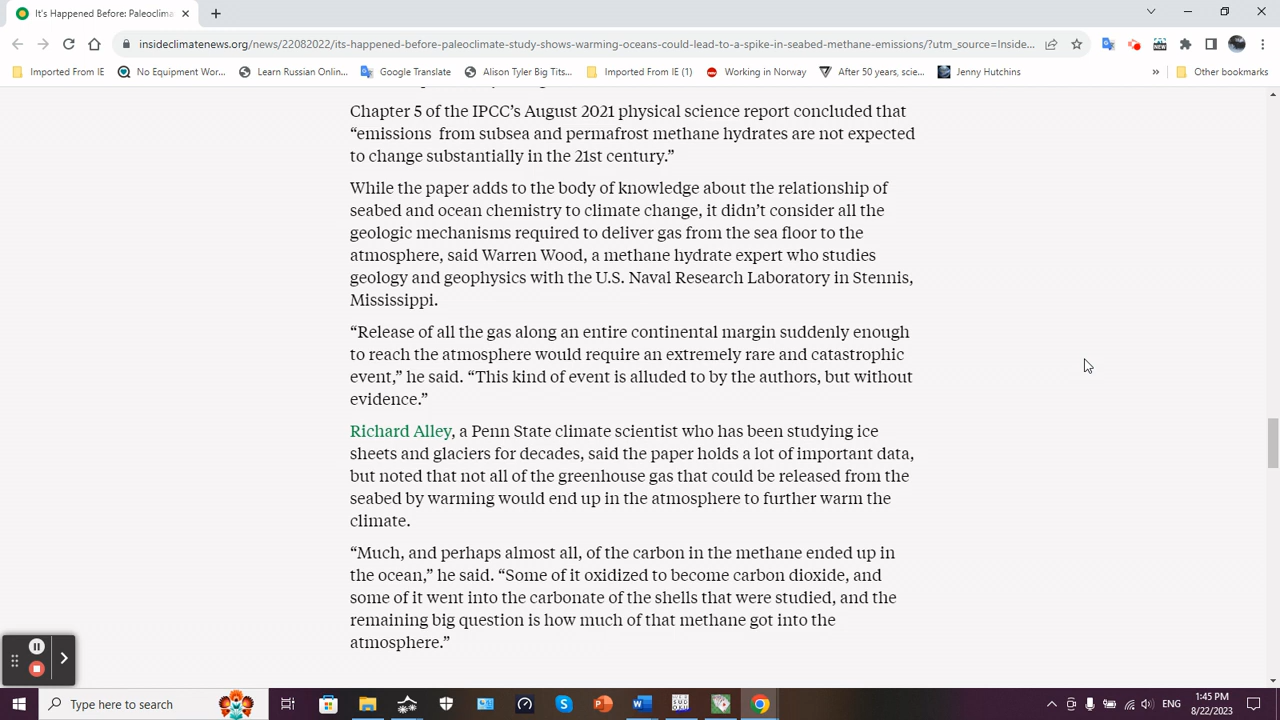 It's Happened Before: Paleoclima
insideclimatenews.org/news/22082022/its-happened-before-paleoclimate-study-shows-warming-oceans-could-lead-to-a-spike-in-seabed-methane-emissions/?utm_source=Inside...
Imported From IE
No Equipment Wor...
Learn Russian Onlin...
Google Translate
Alison Tyler Big Tits...
Imported From IE (1)
Working in Norway
After 50 years, scie...
Jenny Hutchins
»
Other bookmarks
Chapter 5 of the IPCC’s August 2021 physical science report concluded that
“emissions from subsea and permafrost methane hydrates are not expected
to change substantially in the 21st century.”
While the paper adds to the body of knowledge about the relationship of
seabed and ocean chemistry to climate change, it didn’t consider all the
geologic mechanisms required to deliver gas from the sea floor to the
atmosphere, said Warren Wood, a methane hydrate expert who studies
geology and geophysics with the U.S. Naval Research Laboratory in Stennis,
Mississippi.
“Release of all the gas along an entire continental margin suddenly enough
to reach the atmosphere would require an extremely rare and catastrophic
event,” he said. “This kind of event is alluded to by the authors, but without
evidence.”
Richard Alley, a Penn State climate scientist who has been studying ice
sheets and glaciers for decades, said the paper holds a lot of important data,
but noted that not all of the greenhouse gas that could be released from the
seabed by warming would end up in the atmosphere to further warm the
climate.
“Much, and perhaps almost all, of the carbon in the methane ended up in
the ocean,” he said. “Some of it oxidized to become carbon dioxide, and
some of it went into the carbonate of the shells that were studied, and the
remaining big question is how much of that methane got into the
atmosphere.”
Type here to search
ENG
1:45 PM
8/22/2023